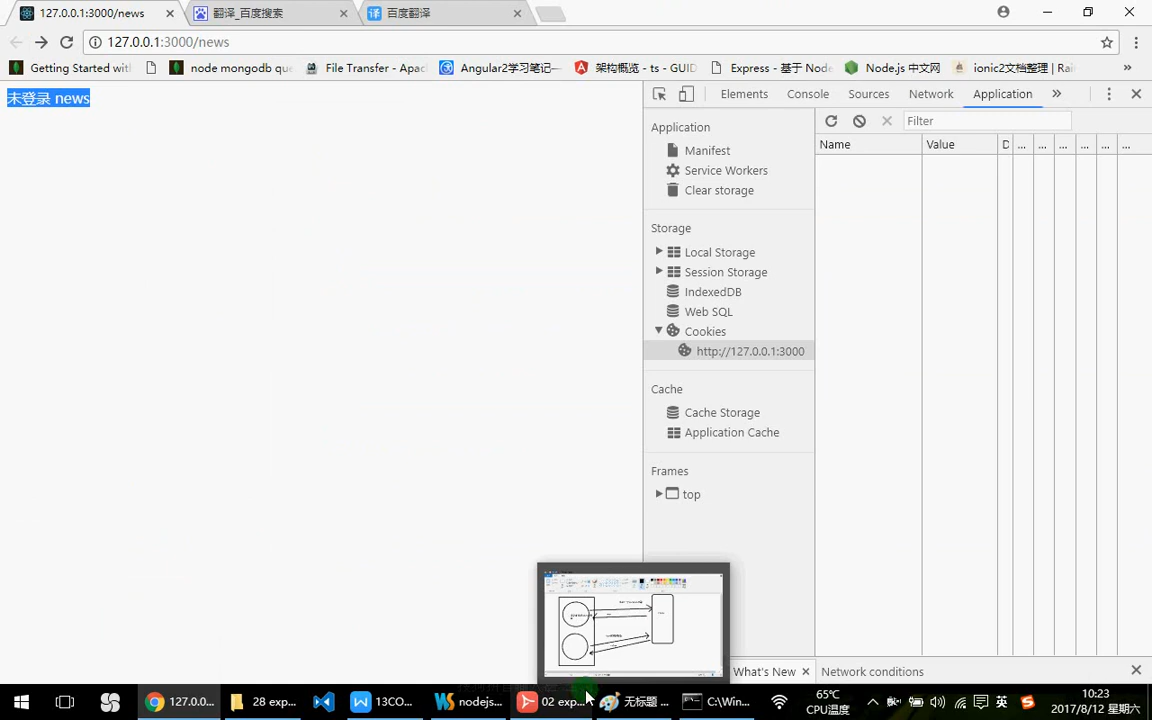 127.0.0.1:3000/news
翻译_百度搜索
译
百度翻译
127.0.0.1:3000/news
Getting Started with
node mongodb que
File Transfer - Apac
Angular2学习笔记—
架构概览 - ts - GUID
Express - 基于 Node
Node.js 中文网
ionic2文档整理 | Rai
»
未登录 news
Elements
Console
Sources
Network
Application
»
Filter
Application
Manifest
Service Workers
Clear storage
Name
Value
D
...
...
...
...
...
...
Storage
Local Storage
Session Storage
IndexedDB
Web SQL
Cookies
http://127.0.0.1:3000
Cache
Cache Storage
Application Cache
Frames
top
What's New
Network conditions
127.0.0...
28 exp...
13CO...
nodejs...
02 exp...
无标题 ...
C:\Win...
65℃
CPU温度
英
10:23
2017/8/12 星期六